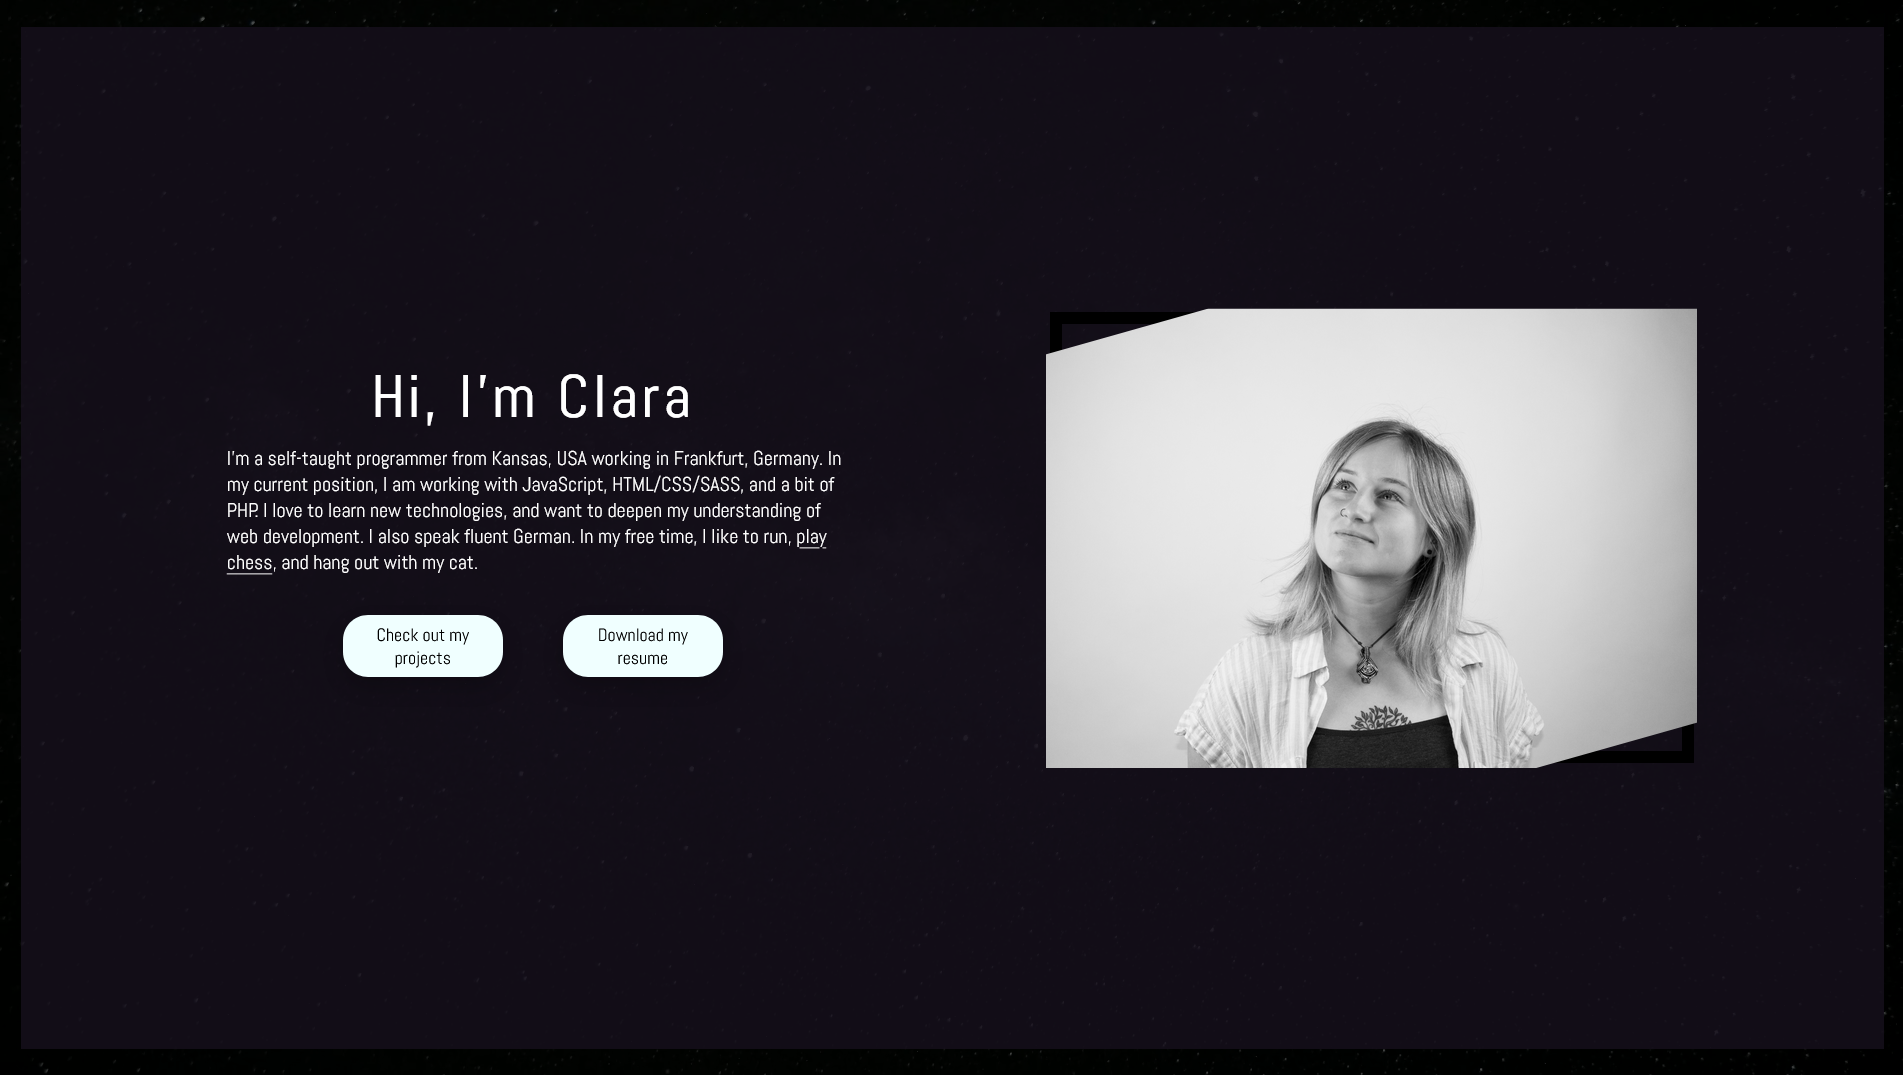 Hi, I'm Clara
I'm a self-taught programmer from Kansas, USA working in Frankfurt, Germany. In
my current position, I am working with JavaScript, HTML/CSS/SASS, and a bit of
PHP. I love to learn new technologies, and want to deepen my understanding of
web development. I also speak fluent German. In my free time, I like to run, play
chess, and hang out with my cat.
Check out my
projects
Download my
resume